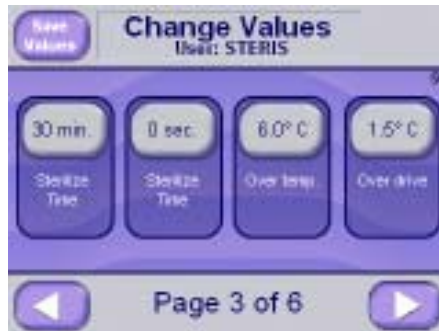 Save
Values
Change Values
User: STERIS
30 min.
0 sec.
6.0° C
1.5° C
Sterilize
Time
Sterilize
Time
Over temp.
Over drive
Page 3 of 6